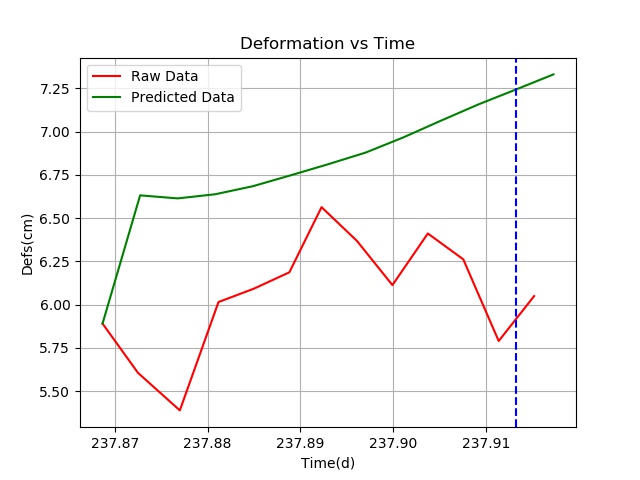 Deformation vs Time
Raw Data
Predicted Data
7.25
7.00
6.75
6.50
6.25
6.00
5.75
5.50
Defs(cm)
237.87 237.88 237.89 237.90 237.91
Time(d)